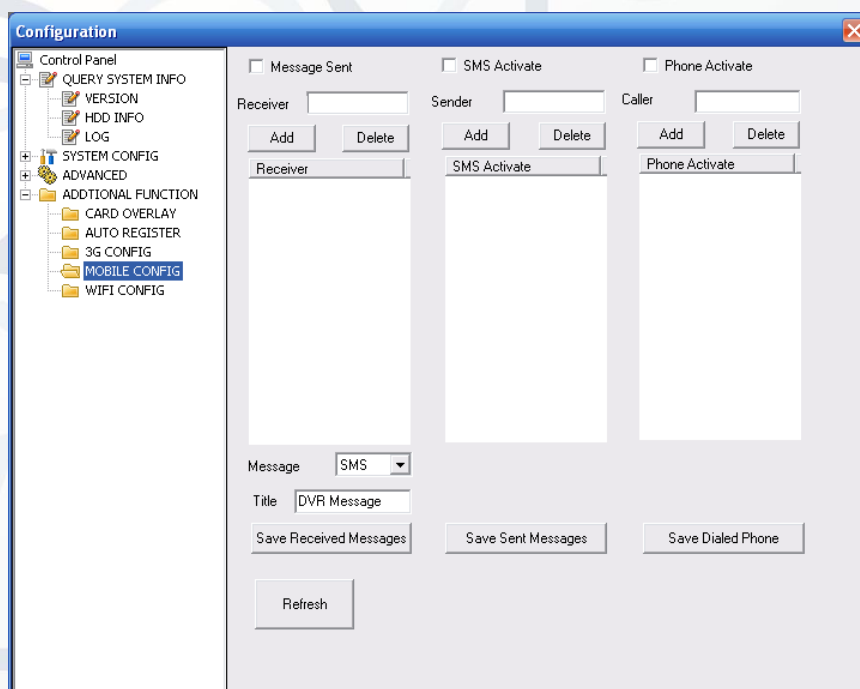 Configuration
Control Panel
QUERY SYSTEM INFO
VERSION
HDD INFO
LOG
SYSTEM CONFIG
ADVANCED
ADDTIONAL FUNCTION
CARD OVERLAY
AUTO REGISTER
3G CONFIG
MOBILE CONFIG
WIFI CONFIG
Message Sent SMS Activate Phone Activate
Receiver Sender Caller
Add Delete Add Delete Add Delete
Receiver SMS Activate Phone Activate
Message SMS
Title DVR Message
Save Received Messages Save Sent Messages Save Dialed Phone
Refresh